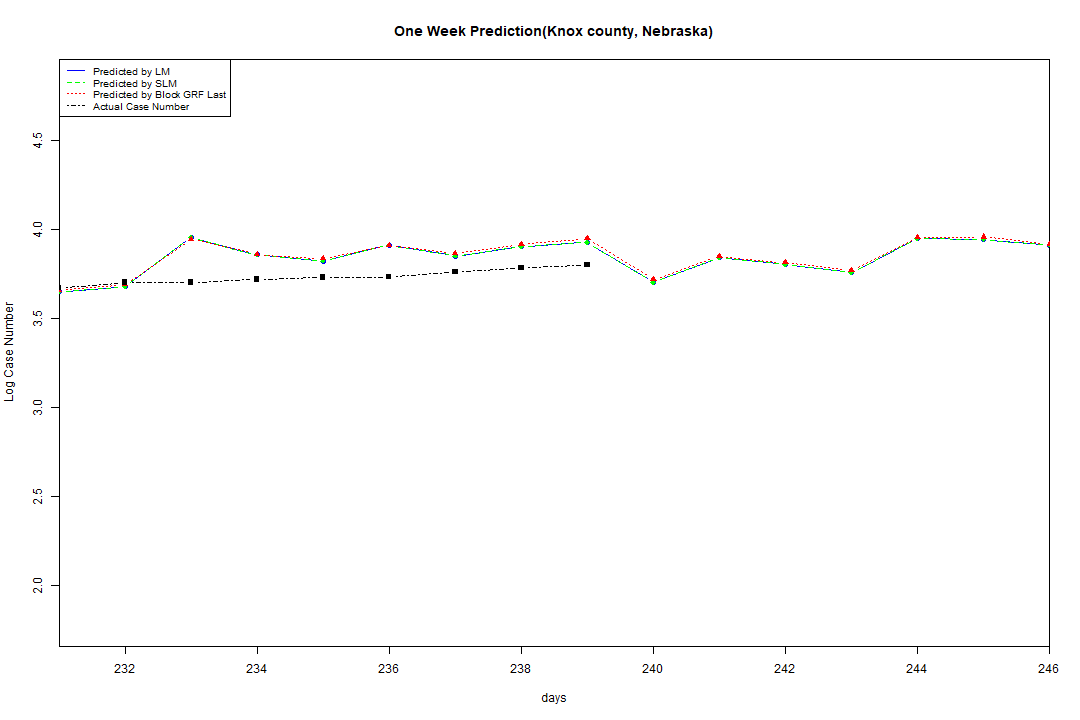 One Week Prediction(Knox county, Nebraska)
Predicted by LM
Predicted by SLM
Predicted by Block GRF Last
Actual Case Number
Log Case Number
4.5
4.0
3.5
3.0
2.5
2.0
232 234 236 238 240 242 244 246
days